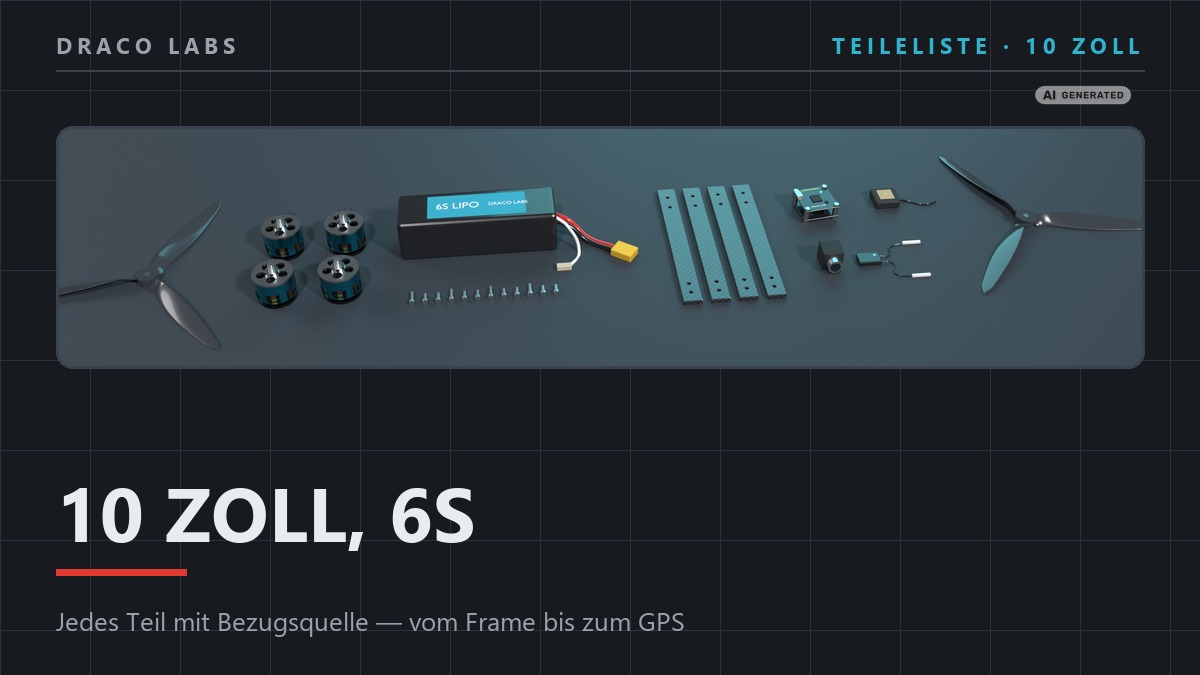 DRACO LABS
TEILELISTE · 10 ZOLL
AI GENERATED
6S LIPO DRACO LABS
10 ZOLL, 6S
Jedes Teil mit Bezugsquelle — vom Frame bis zum GPS